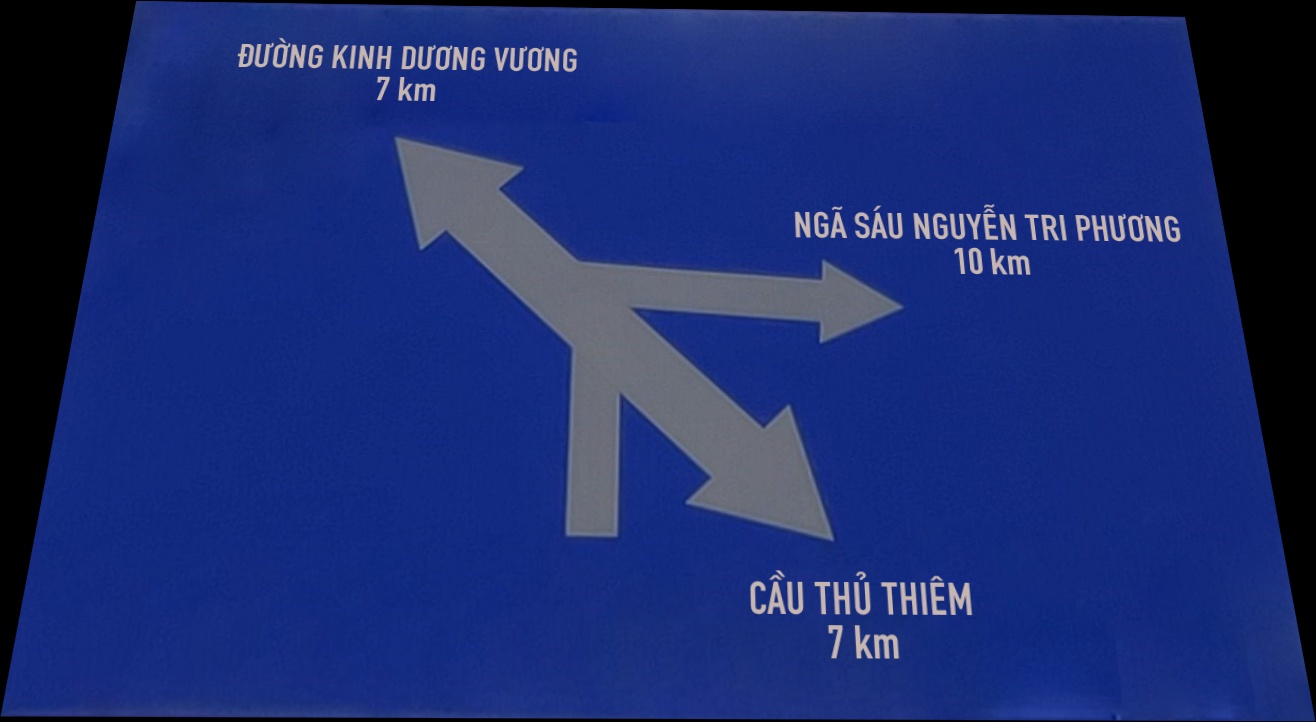 ĐƯỜNG KINH DƯƠNG VƯƠNG
7 km
NGÃ SÁU NGUYỄN TRI PHƯƠNG
10 km
CẦU THỦ THIÊM
7 km